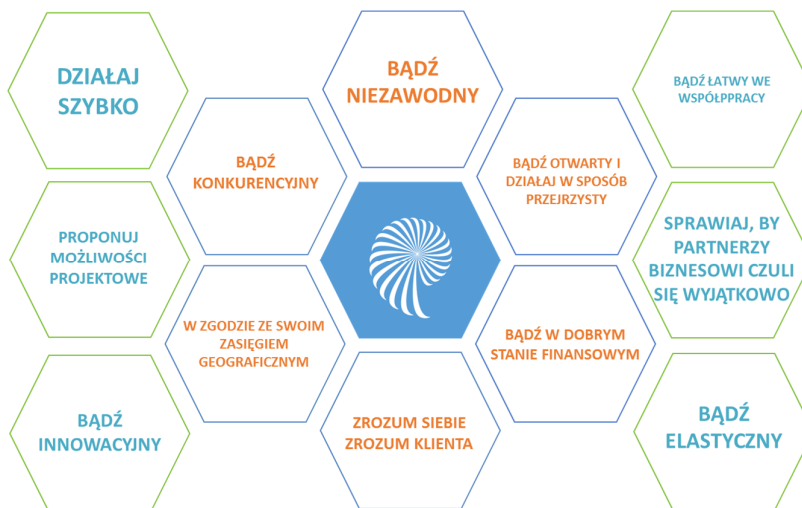 DZIAŁAJ
SZYBKO
BĄDŹ
NIEZAWODNY
BĄDŹ ŁATWY WE
WSPÓŁPPRACY
BĄDŹ
KONKURENCYJNY
BĄDŹ OTWARTY I
DZIAŁAJ W SPOSÓB
PRZEJRZYSTY
PROPONUJ
MOŻLIWOŚCI
PROJEKTOWE
SPRAWIAJ, BY
PARTNERZY
BIZNESOWI CZULI
SIĘ WYJĄTKOWO
W ZGODZIE ZE SWOIM
ZASIĘGIEM
GEOGRAFICZNYM
BĄDŹ W DOBRYM
STANIE FINANSOWYM
BĄDŹ
INNOWACYJNY
ZROZUM SIEBIE
ZROZUM KLIENTA
BĄDŹ
ELASTYCZNY